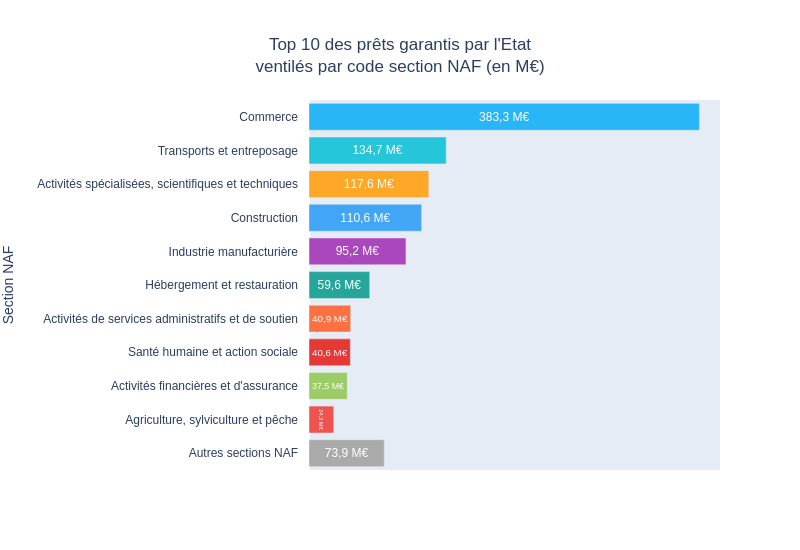 Top 10 des prêts garantis par l'Etat
ventilés par code section NAF (en M€)
Section NAF
Commerce 383,3 M€
Transports et entreposage 134,7 M€
Activités spécialisées, scientifiques et techniques 117,6 M€
Construction 110,6 M€
Industrie manufacturière 95,2 M€
Hébergement et restauration 59,6 M€
Activités de services administratifs et de soutien 40,9 M€
Santé humaine et action sociale 40,6 M€
Activités financières et d'assurance 37,5 M€
Agriculture, sylviculture et pêche
Autres sections NAF 73,9 M€